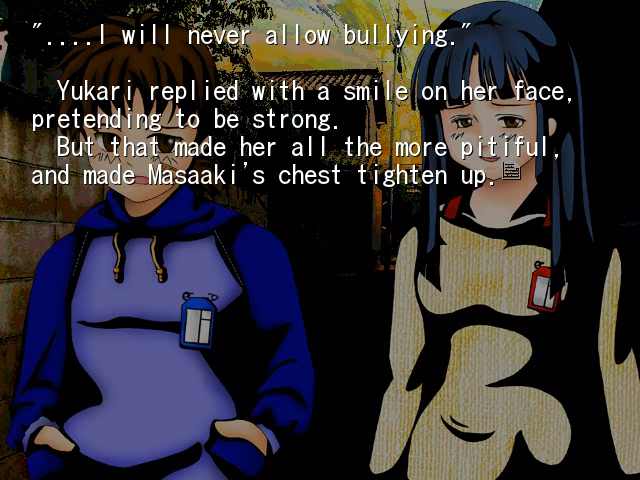 "....I will never allow bullying."
Yukari replied with a smile on her face,
pretending to be strong.
But that made her all the more pitiful,
and made Masaaki's chest tighten up.